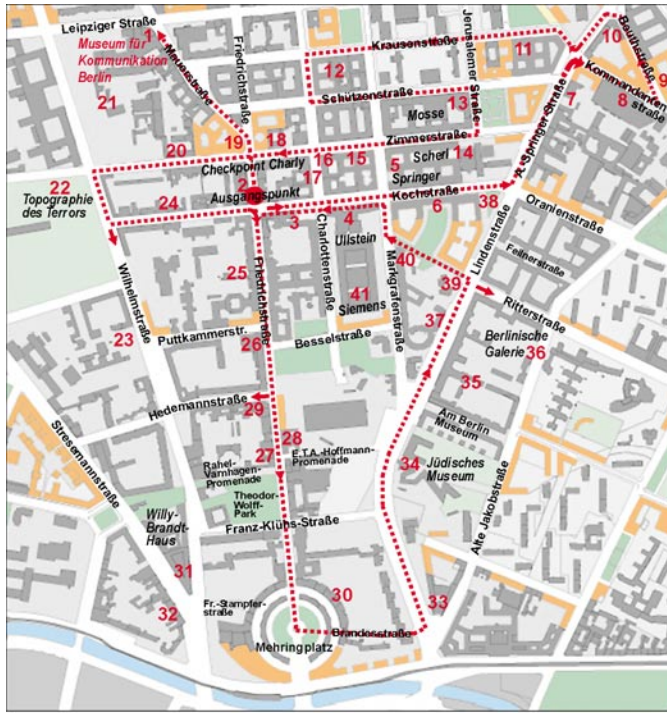 Leipziger Straße
1
Museum für
Kommunikation
Berlin
Mauerstraße
Friedrichstraße
Krausenstraße
Jerusalemer Straße
11
10
Beuthstraße
9
12
21
Schützenstraße
Mosse
13
7
8
Kommandanten
straße
A. Springer Straße
20
19
18
Zimmerstraße
Checkpoint Charly
16
15
17
5
Scherl
14
Springer
22
Topographie
des Terrors
24
2
Ausgangspunkt
3
4
Kochstraße
6
38
Oranienstraße
Charlottenstraße
Ullstein
Markgrafenstraße
40
Lindenstraße
Feilnerstraße
39
25
Wilhelmstraße
Friedrichstraße
41
Siemens
37
Ritterstraße
23
Puttkammerstr.
26
Besselstraße
Berlinische
Galerie
36
35
Hedemannstraße
29
Am Berlin
Museum
Stresemannstraße
27
28
E.T.A.-Hoffmann-
Promenade
Rahel-
Varnhagen-
Promenade
34
Jüdisches
Museum
Theodor-
Wolff-
Park
Willy-
Brandt-
Haus
Franz-Klühs-Straße
Alte Jakobstraße
31
32
Fr.-Stampfer-
straße
30
33
Brandesstraße
Mehringplatz